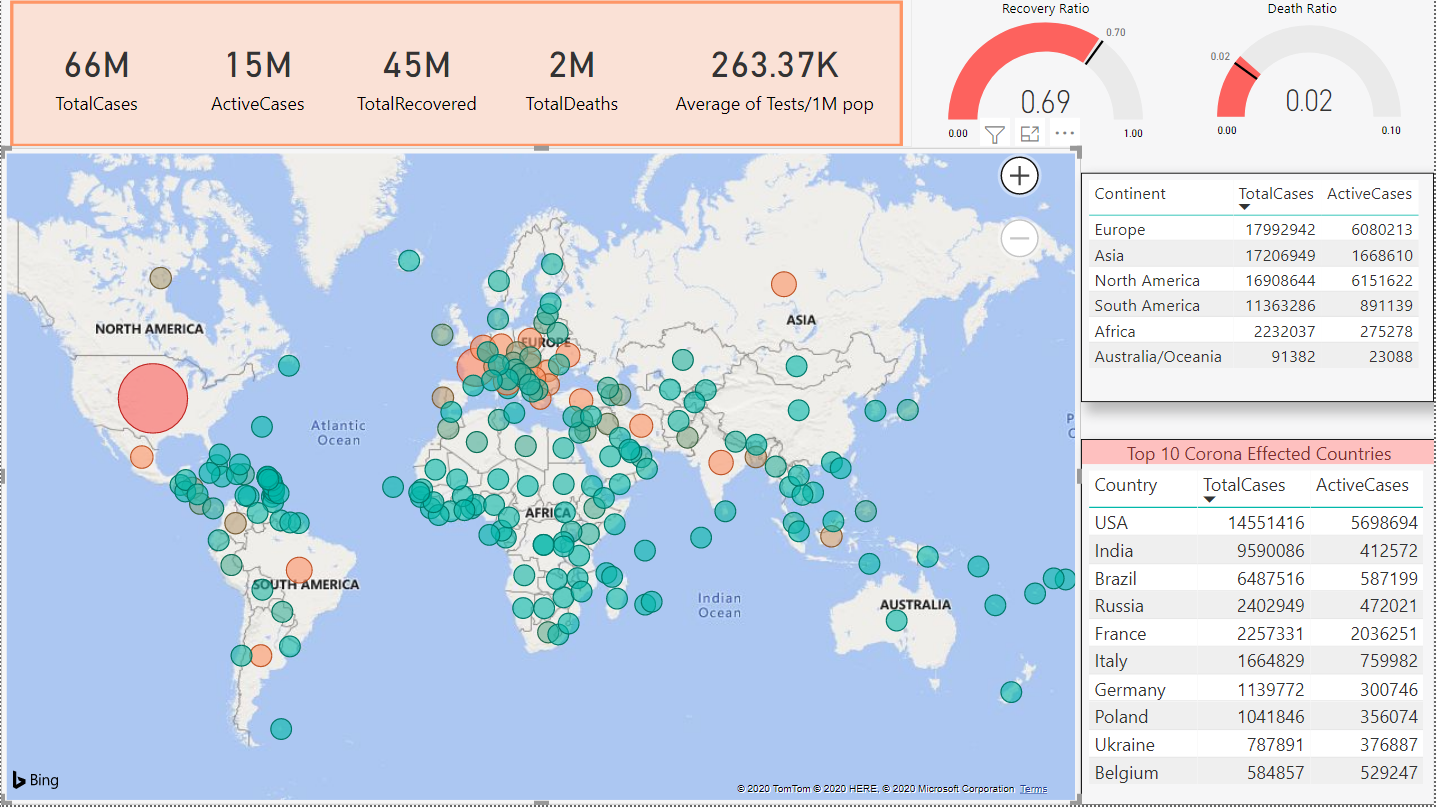 66M
TotalCases
15M
ActiveCases
45M
TotalRecovered
2M
TotalDeaths
263.37K
Average of Tests/1M pop
Recovery Ratio
0.70
0.69
0.00
1.00
Death Ratio
0.02
0.02
0.00
0.10
NORTH AMERICA
EUROPE
ASIA
Atlantic
Ocean
P
AFRICA
SOUTH AMERICA
Indian
Ocean
AUSTRALIA
Bing
© 2020 TomTom © 2020 HERE, © 2020 Microsoft Corporation Terms
Continent TotalCases ActiveCases
Europe 17992942 6080213
Asia 17206949 1668610
North America 16908644 6151622
South America 11363286 891139
Africa 2232037 275278
Australia/Oceania 91382 23088
Top 10 Corona Effected Countries
Country TotalCases ActiveCases
USA 14551416 5698694
India 9590086 412572
Brazil 6487516 587199
Russia 2402949 472021
France 2257331 2036251
Italy 1664829 759982
Germany 1139772 300746
Poland 1041846 356074
Ukraine 787891 376887
Belgium 584857 529247